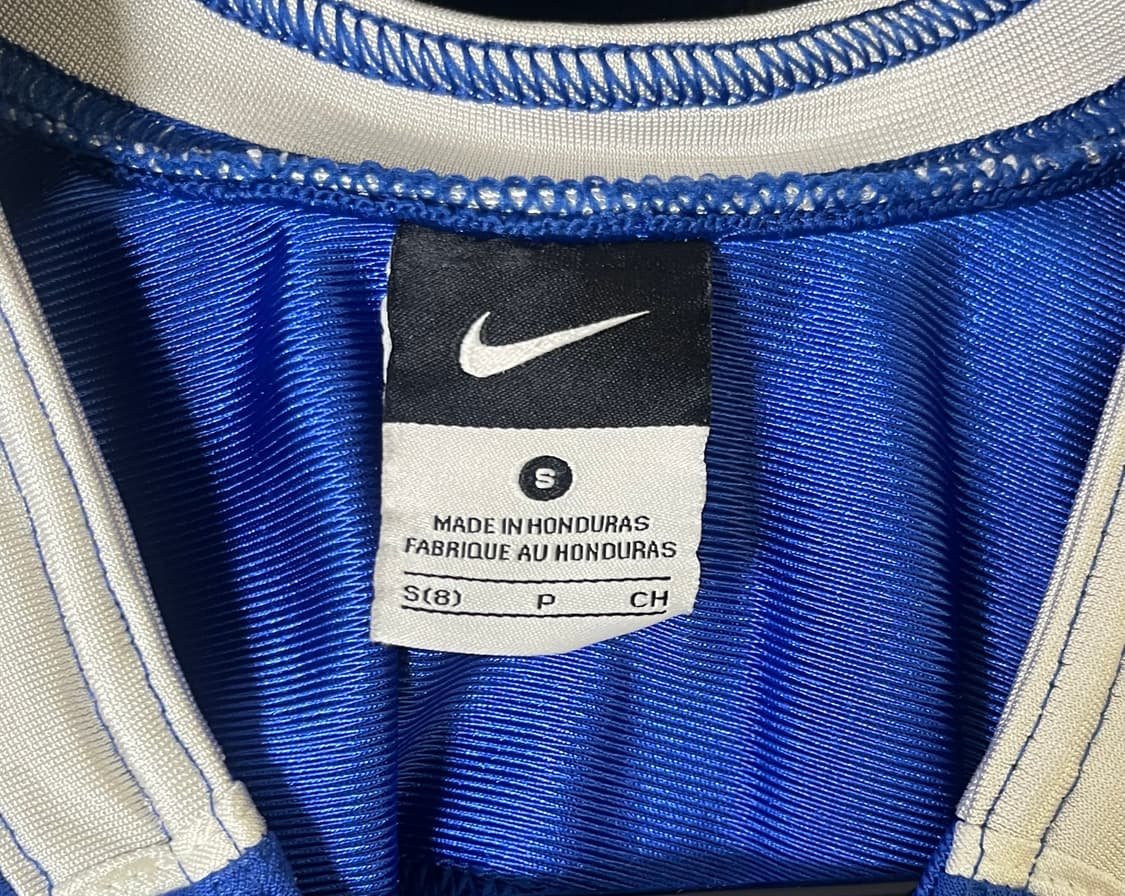 S
MADE IN HONDURAS
FABRIQUE AU HONDURAS
S(8) P CH